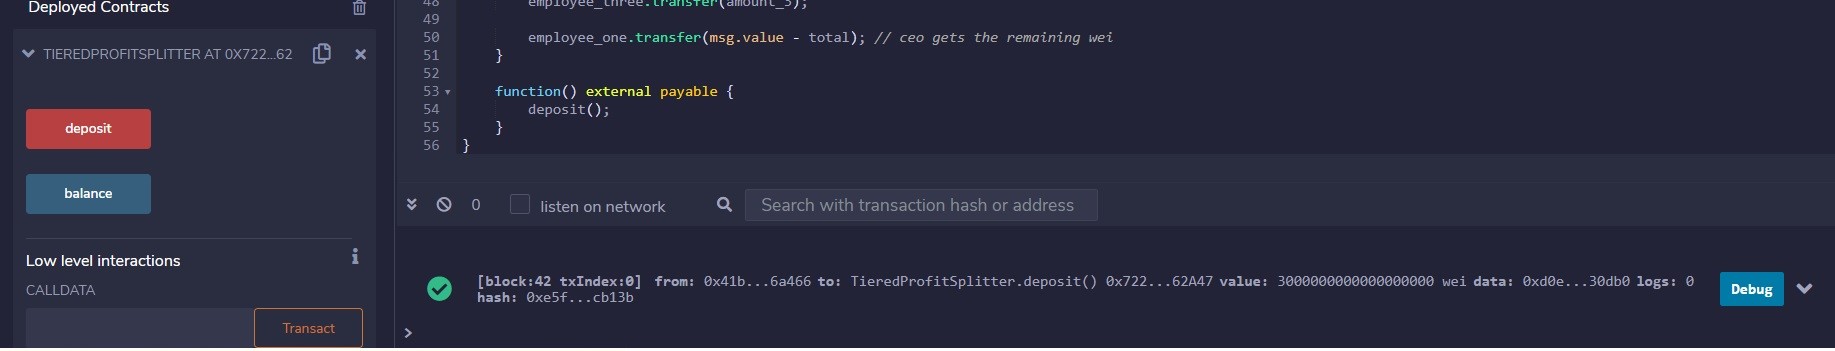 Deployed Contracts
TIEREDPROFITSPLITTER AT 0X722...62
deposit
balance
Low level interactions
i
CALLDATA
Transact
48 employee_three.transfer(amount_3);
49
50 employee_one.transfer(msg.value - total); // ceo gets the remaining wei
51 }
52
53 function() external payable {
54 deposit();
55 }
56 }
0 listen on network Search with transaction hash or address
[block:42 txIndex:0] from: 0x41b...6a466 to: TieredProfitSplitter.deposit() 0x722...62A47 value: 3000000000000000000 wei data: 0xd0e...30db0 logs: 0
hash: 0xe5f...cb13b
Debug
>